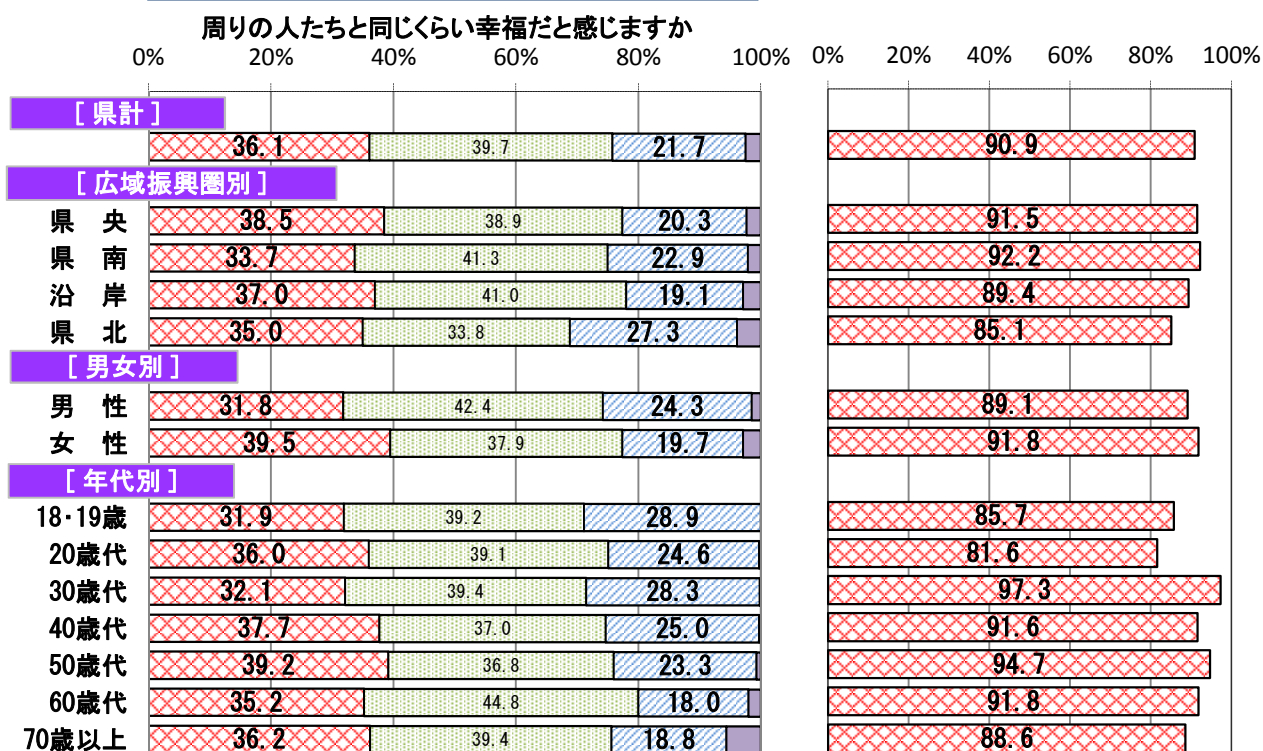 周りの人たちと同じくらい幸福だと感じますか
0% 20% 40% 60% 80% 100% 0% 20% 40% 60% 80% 100%
[ 県計 ]
36.1 39.7 21.7 90.9
[ 広域振興圏別 ]
県 央 38.5 38.9 20.3 91.5
県 南 33.7 41.3 22.9 92.2
沿 岸 37.0 41.0 19.1 89.4
県 北 35.0 33.8 27.3 85.1
[ 男女別 ]
男 性 31.8 42.4 24.3 89.1
女 性 39.5 37.9 19.7 91.8
[ 年代別 ]
18・19歳 31.9 39.2 28.9 85.7
20歳代 36.0 39.1 24.6 81.6
30歳代 32.1 39.4 28.3 97.3
40歳代 37.7 37.0 25.0 91.6
50歳代 39.2 36.8 23.3 94.7
60歳代 35.2 44.8 18.0 91.8
70歳以上 36.2 39.4 18.8 88.6